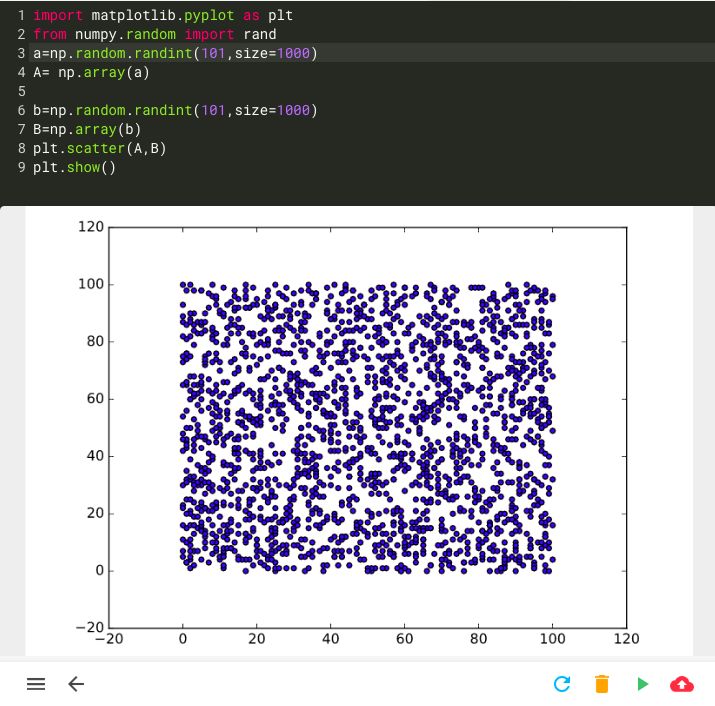 1 import matplotlib.pyplot as plt
2 from numpy.random import rand
3 a=np.random.randint(101,size=1000)
4 A= np.array(a)
5
6 b=np.random.randint(101,size=1000)
7 B=np.array(b)
8 plt.scatter(A,B)
9 plt.show()
120
100
80
60
40
20
0
−20
−20 0 20 40 60 80 100 120